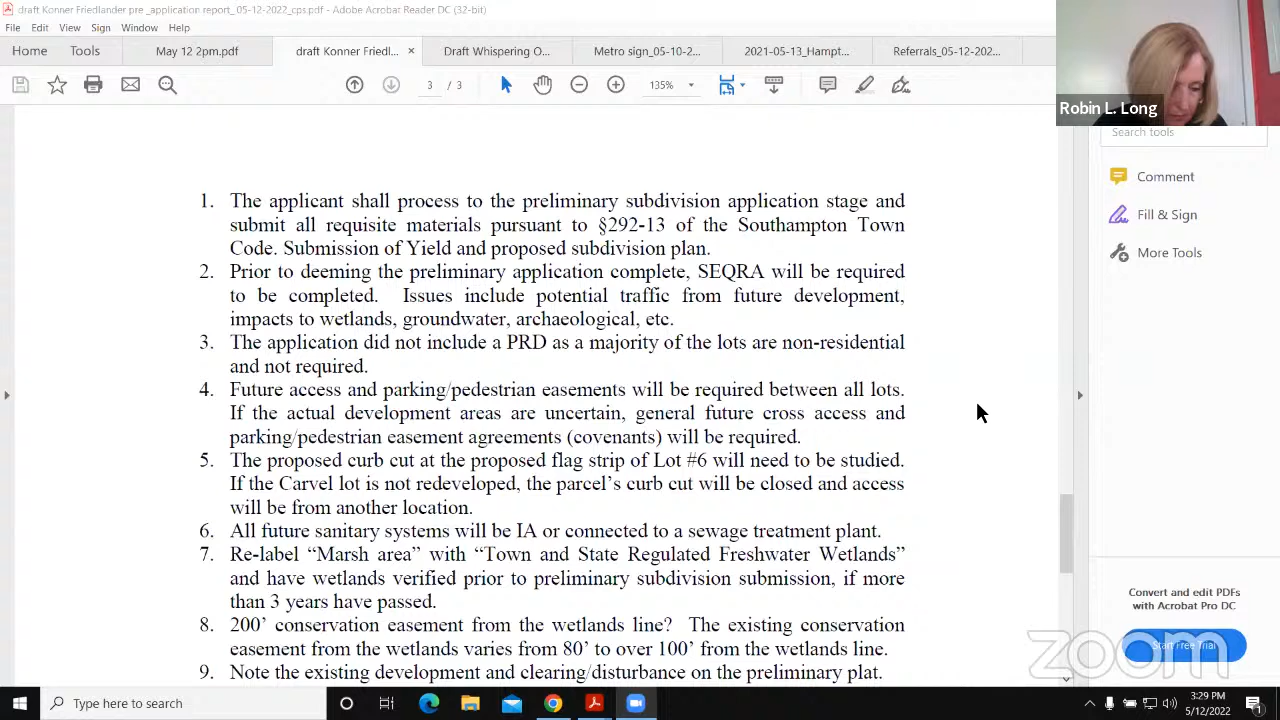 draft Konner Friedlander pre _application report_ 05-12-2022_cps.pdf - Adobe Acrobat Reader DC (32-bit)
File Edit View Sign Window Help
Home Tools May 12 2pm.pdf draft Konner Friedl... × Draft Whispering O... Metro sign_05-10-2... 2021-05-13_Hampt... Referrals_05-12-202...
3 / 3 135%
Robin L. Long
Search tools
Comment
Fill & Sign
More Tools
1. The applicant shall process to the preliminary subdivision application stage and
submit all requisite materials pursuant to §292-13 of the Southampton Town
Code. Submission of Yield and proposed subdivision plan.
2. Prior to deeming the preliminary application complete, SEQRA will be required
to be completed. Issues include potential traffic from future development,
impacts to wetlands, groundwater, archaeological, etc.
3. The application did not include a PRD as a majority of the lots are non-residential
and not required.
4. Future access and parking/pedestrian easements will be required between all lots.
If the actual development areas are uncertain, general future cross access and
parking/pedestrian easement agreements (covenants) will be required.
5. The proposed curb cut at the proposed flag strip of Lot #6 will need to be studied.
If the Carvel lot is not redeveloped, the parcel's curb cut will be closed and access
will be from another location.
6. All future sanitary systems will be IA or connected to a sewage treatment plant.
7. Re-label “Marsh area” with “Town and State Regulated Freshwater Wetlands”
and have wetlands verified prior to preliminary subdivision submission, if more
than 3 years have passed.
8. 200’ conservation easement from the wetlands line? The existing conservation
easement from the wetlands varies from 80’ to over 100’ from the wetlands line.
9. Note the existing development and clearing/disturbance on the preliminary plat.
Convert and edit PDFs
with Acrobat Pro DC
Start Free Trial
zoom
Type here to search
3:29 PM
5/12/2022
1